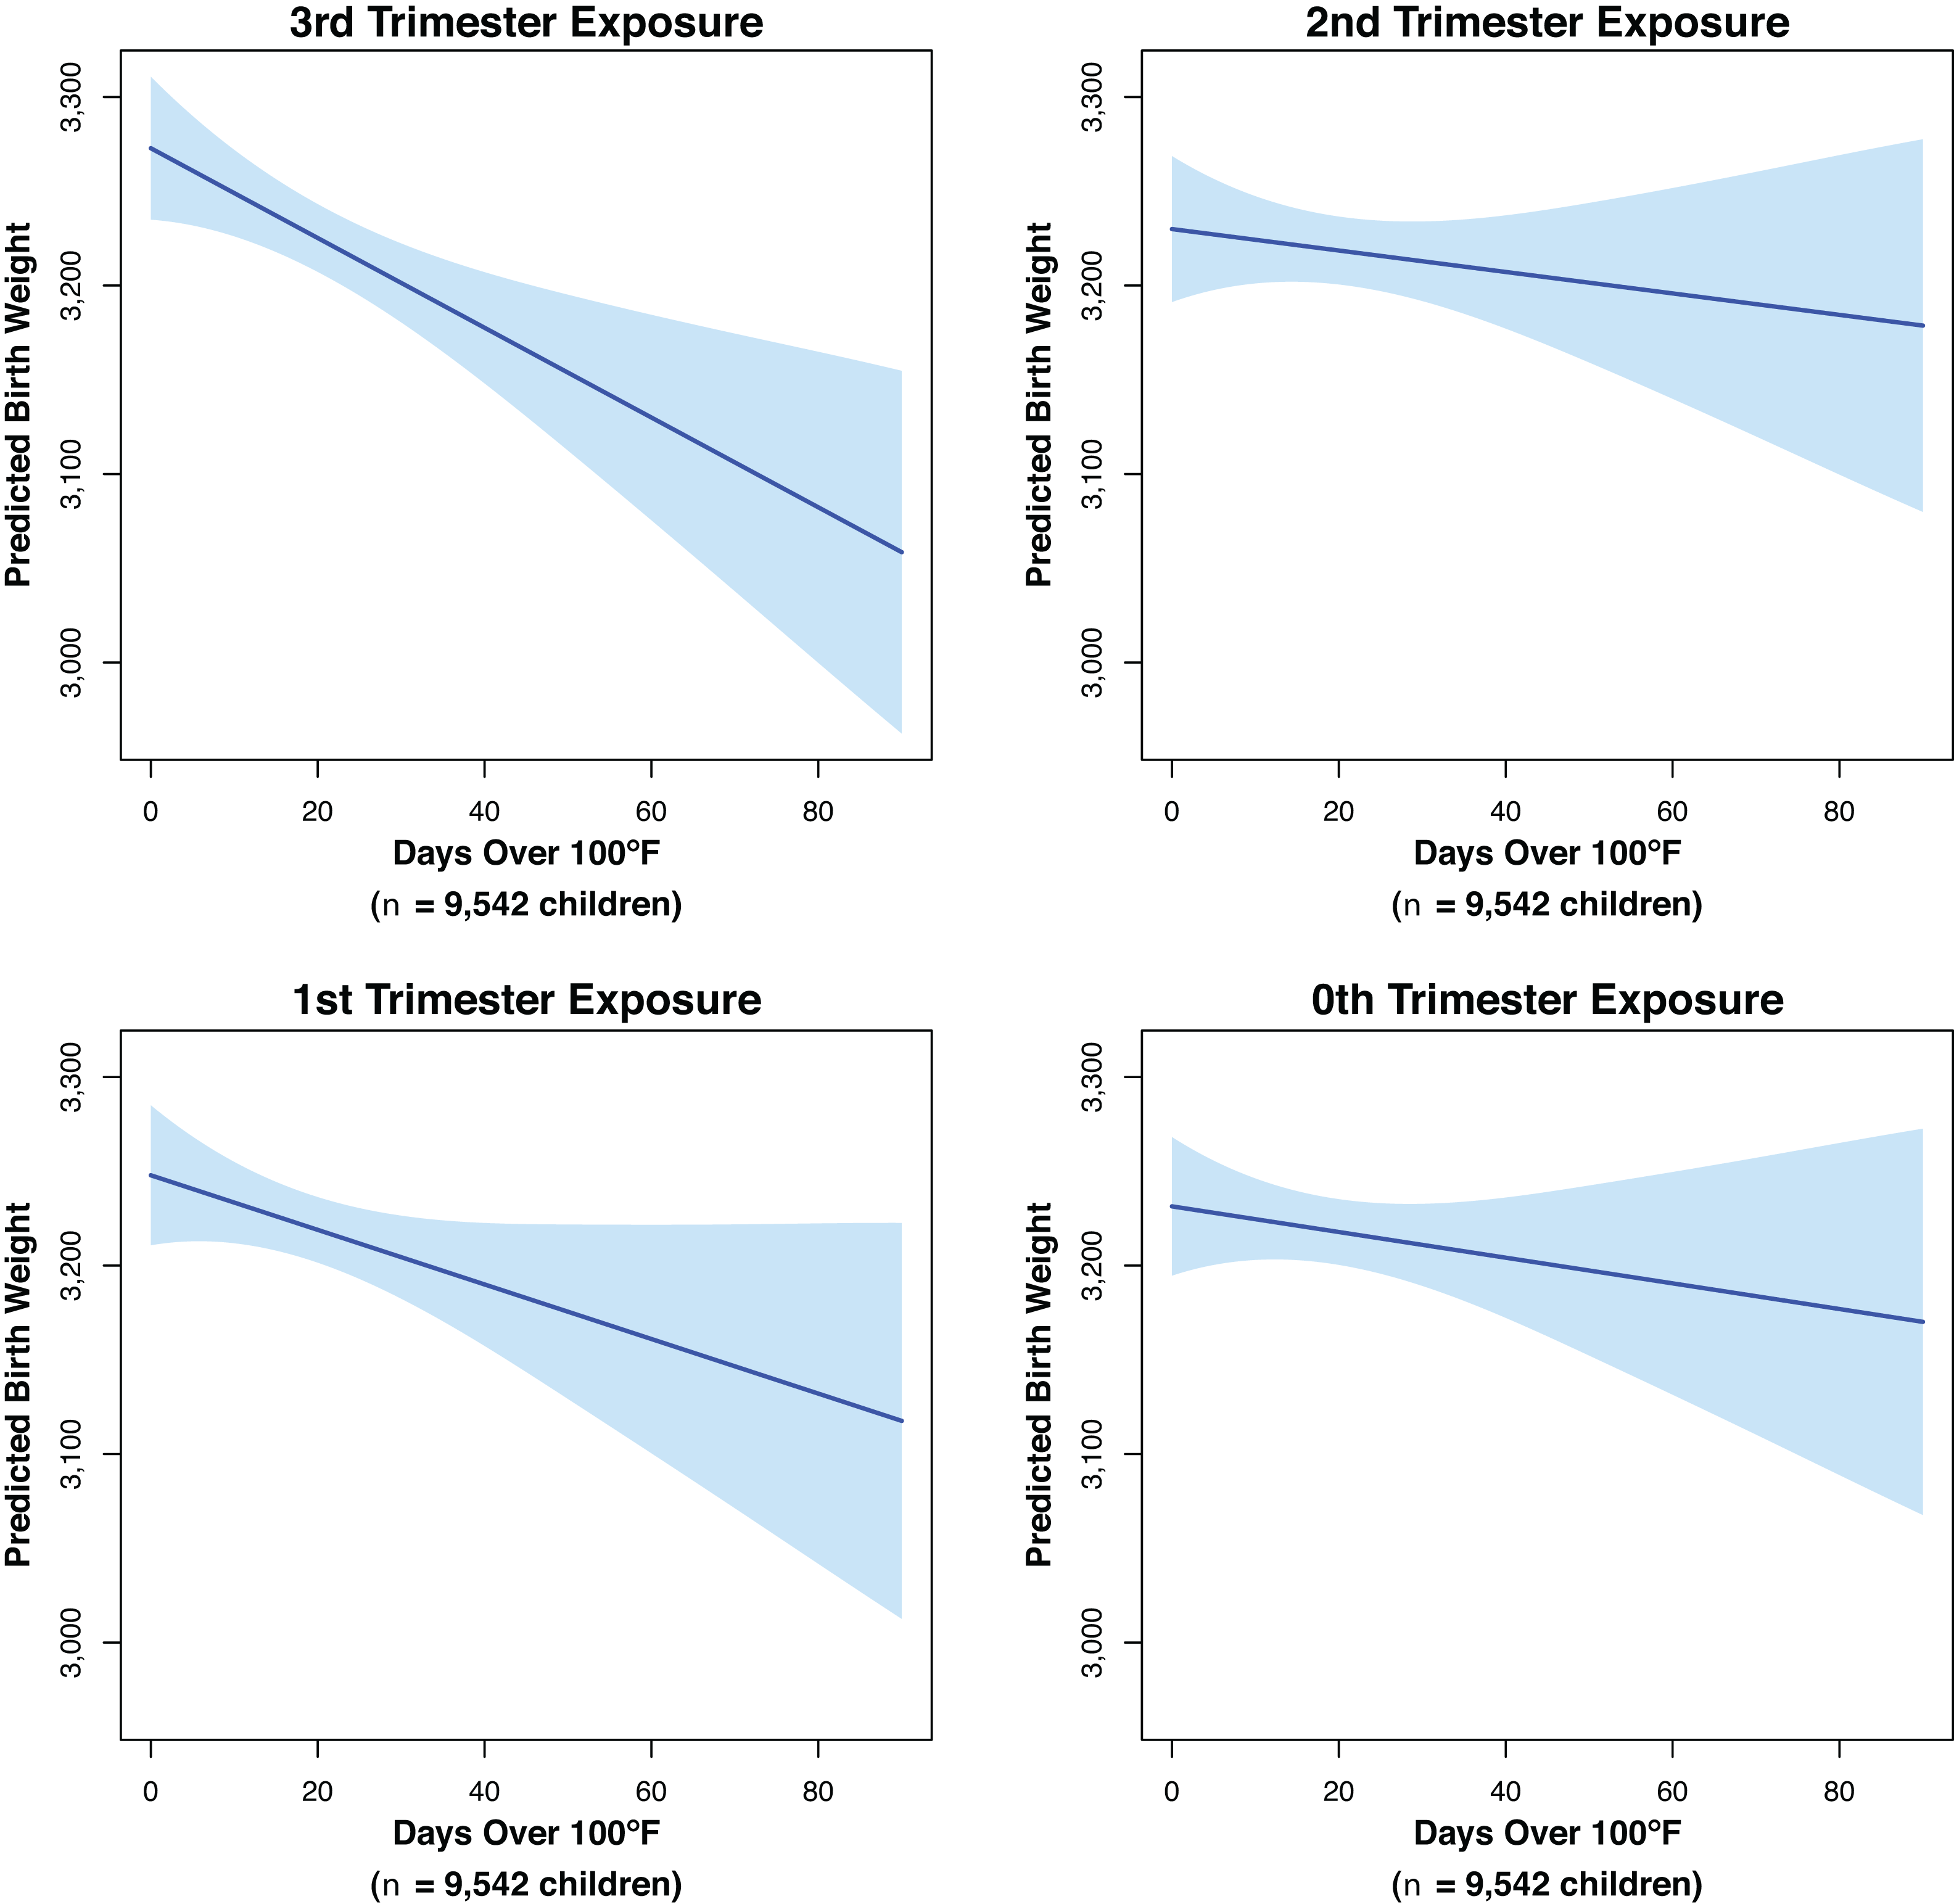 3rd Trimester Exposure
Predicted Birth Weight
3,300
3,200
3,100
3,000
0 20 40 60 80
Days Over 100°F
(n = 9,542 children)
2nd Trimester Exposure
Predicted Birth Weight
3,300
3,200
3,100
3,000
0 20 40 60 80
Days Over 100°F
(n = 9,542 children)
1st Trimester Exposure
Predicted Birth Weight
3,300
3,200
3,100
3,000
0 20 40 60 80
Days Over 100°F
(n = 9,542 children)
0th Trimester Exposure
Predicted Birth Weight
3,300
3,200
3,100
3,000
0 20 40 60 80
Days Over 100°F
(n = 9,542 children)